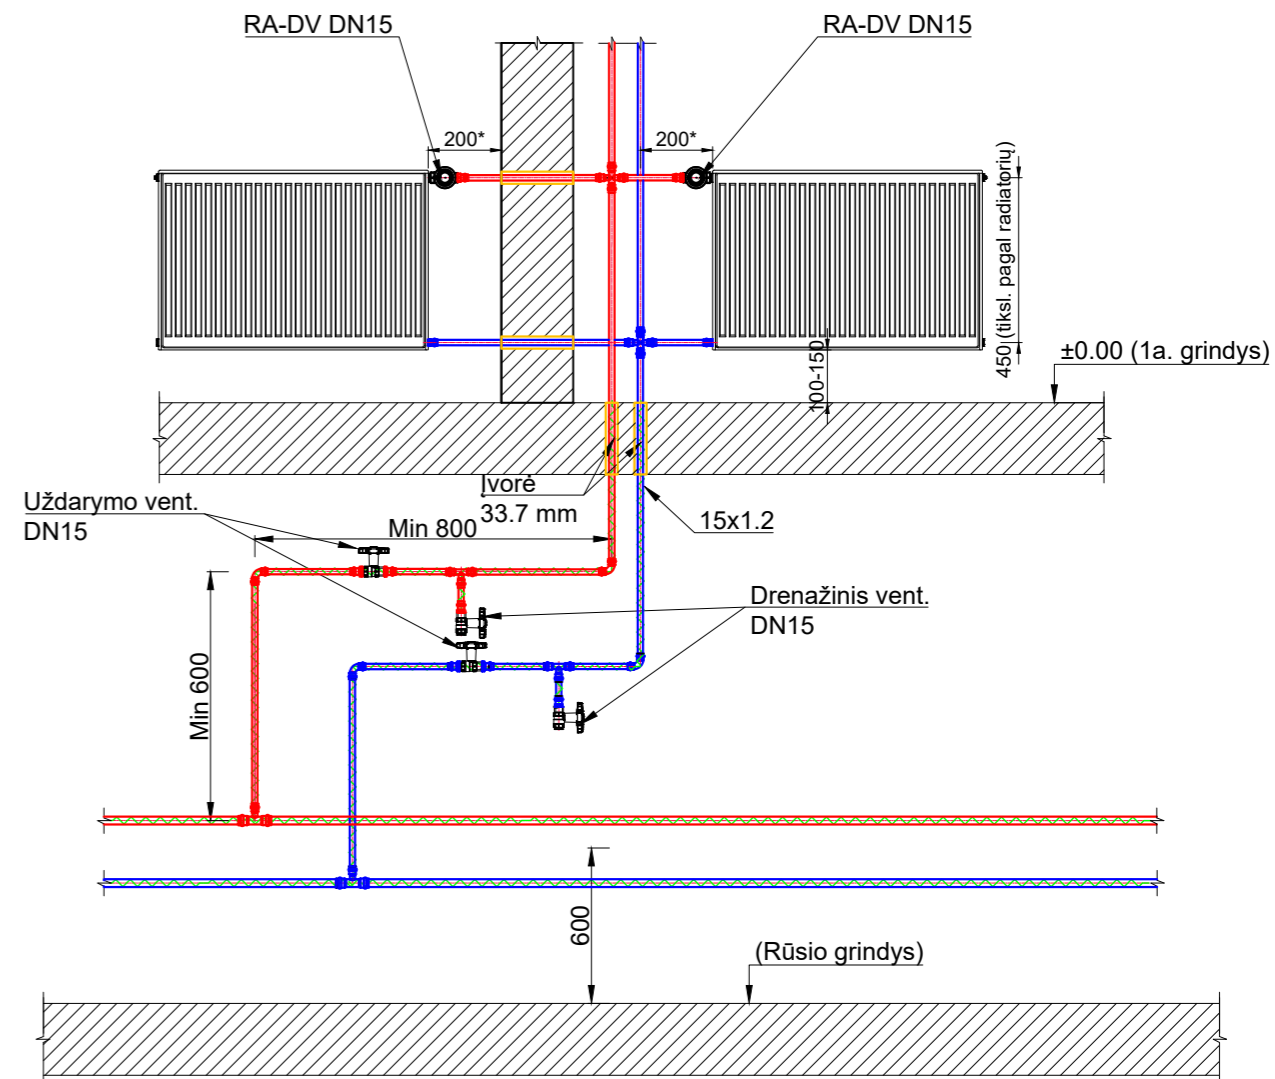 RA-DV DN15
RA-DV DN15
200*
200*
450 (tiksl. pagal radiatorių)
100-150
±0.00 (1a. grindys)
Įvorė
33.7 mm
Uždarymo vent.
DN15
Min 800
15x1.2
Drenažinis vent.
DN15
Min 600
600
(Rūsio grindys)